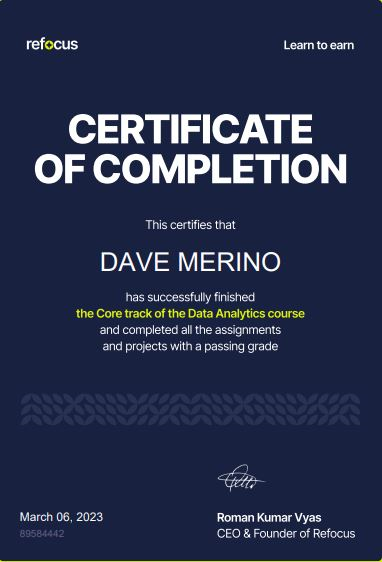 refocus
Learn to earn
CERTIFICATE
OF COMPLETION
This certifies that
DAVE MERINO
has successfully finished
the Core track of the Data Analytics course
and completed all the assignments
and projects with a passing grade
March 06, 2023
89584442
Roman Kumar Vyas
CEO & Founder of Refocus